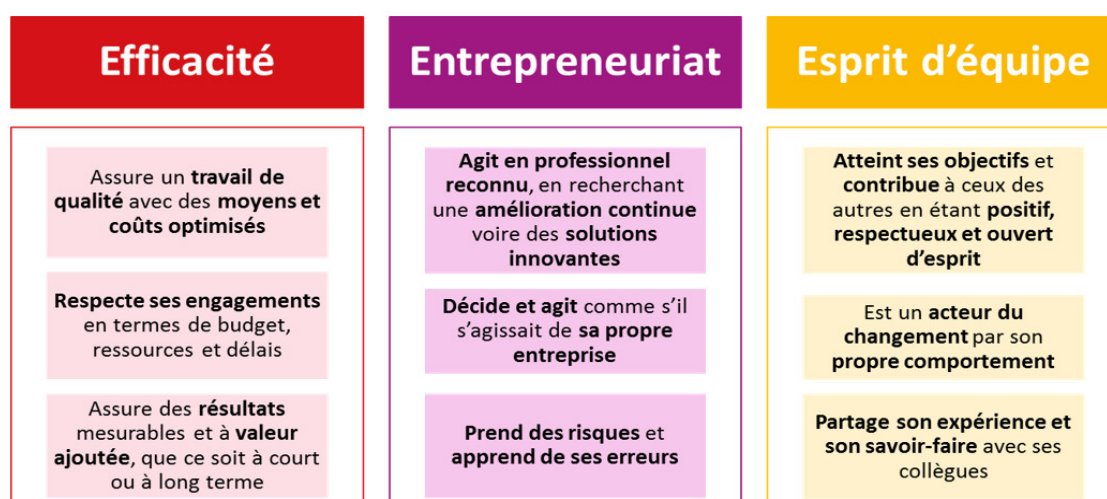 Efficacité
Assure un travail de
qualité avec des moyens et
coûts optimisés
Respecte ses engagements
en termes de budget,
ressources et délais
Assure des résultats
mesurables et à valeur
ajoutée, que ce soit à court
ou à long terme
Entrepreneuriat
Agit en professionnel
reconnu, en recherchant
une amélioration continue
voire des solutions
innovantes
Décide et agit comme s’il
s’agissait de sa propre
entreprise
Prend des risques et
apprend de ses erreurs
Esprit d’équipe
Atteint ses objectifs et
contribue à ceux des
autres en étant positif,
respectueux et ouvert
d’esprit
Est un acteur du
changement par son
propre comportement
Partage son expérience et
son savoir-faire avec ses
collègues